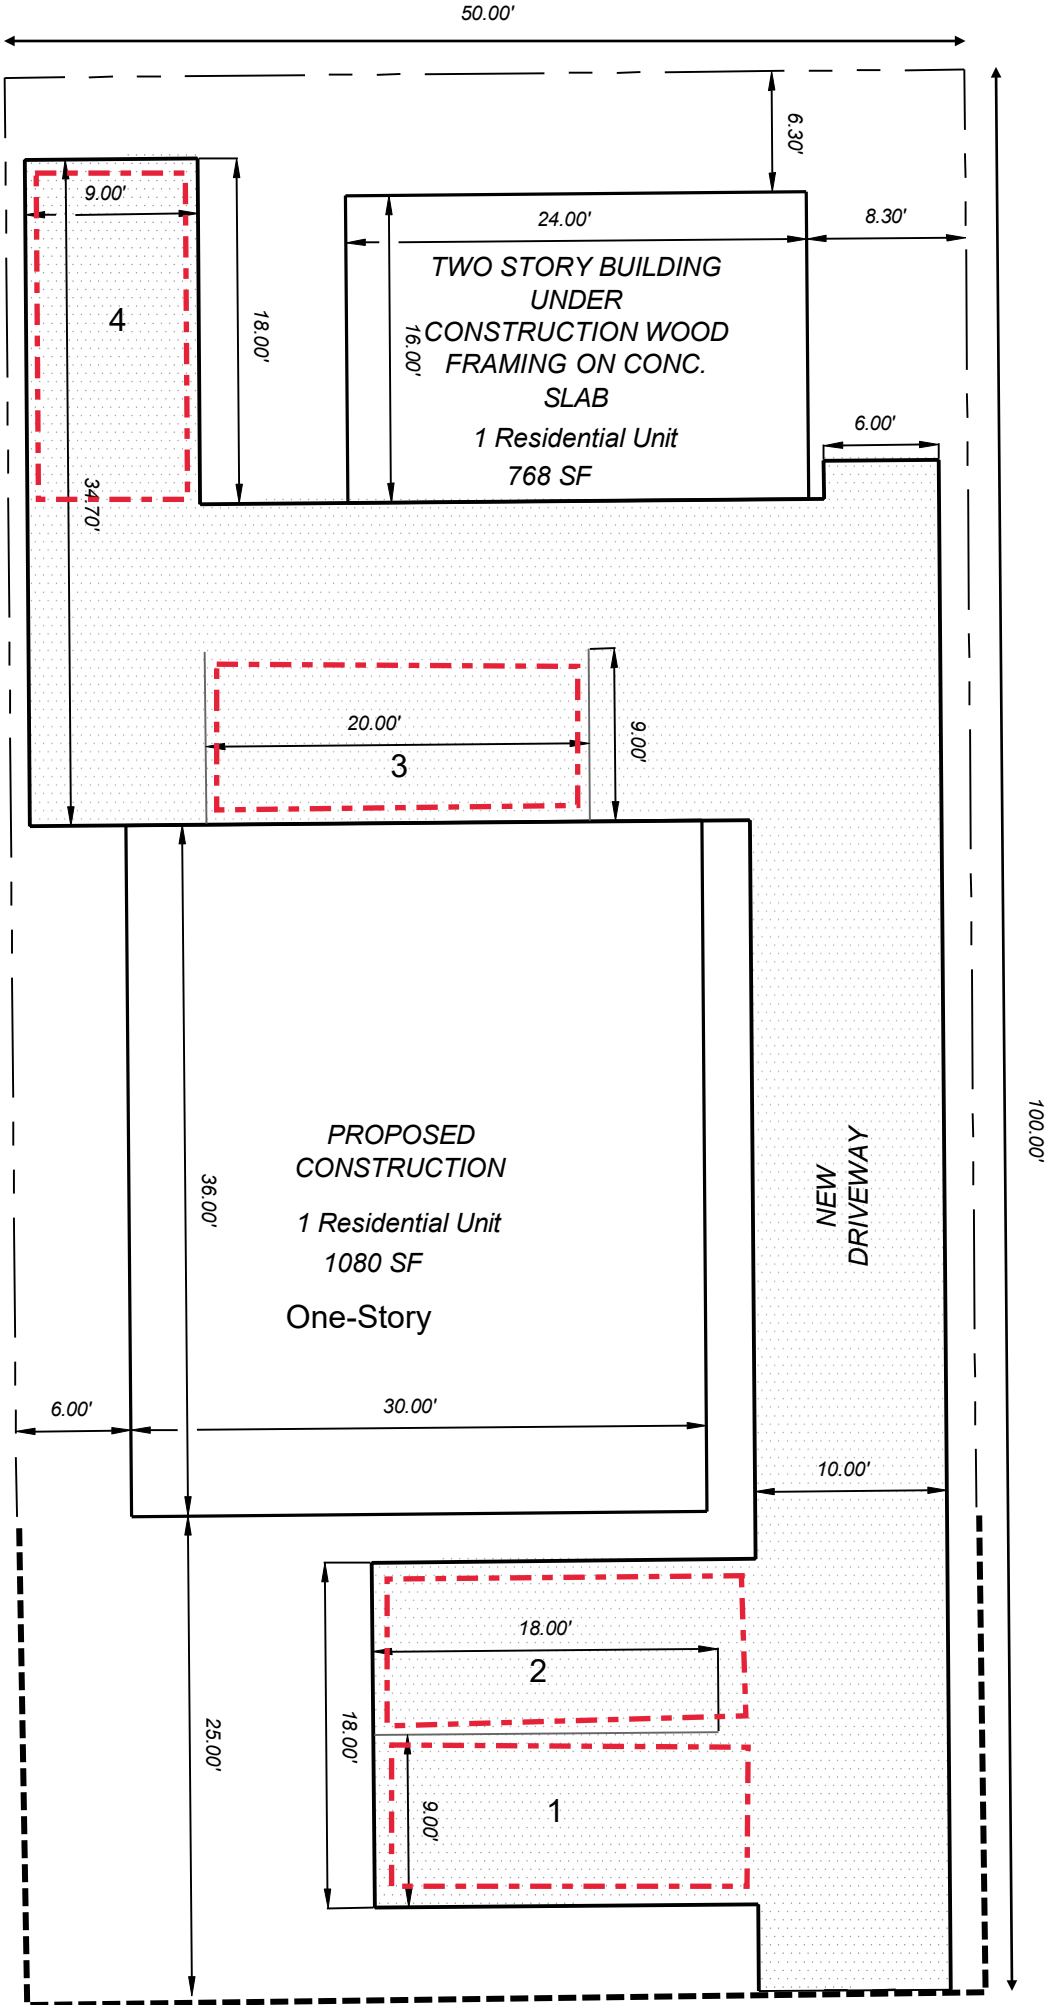 50.00'
6.30'
9.00'
24.00'
8.30'
TWO STORY BUILDING
UNDER
CONSTRUCTION WOOD
FRAMING ON CONC.
SLAB
1 Residential Unit
768 SF
4
18.00'
16.00'
6.00'
34.70'
20.00'
3
9.00'
100.00'
PROPOSED
CONSTRUCTION
1 Residential Unit
1080 SF
One-Story
36.00'
NEW
DRIVEWAY
6.00'
30.00'
10.00'
18.00'
2
25.00'
18.00'
9.00'
1